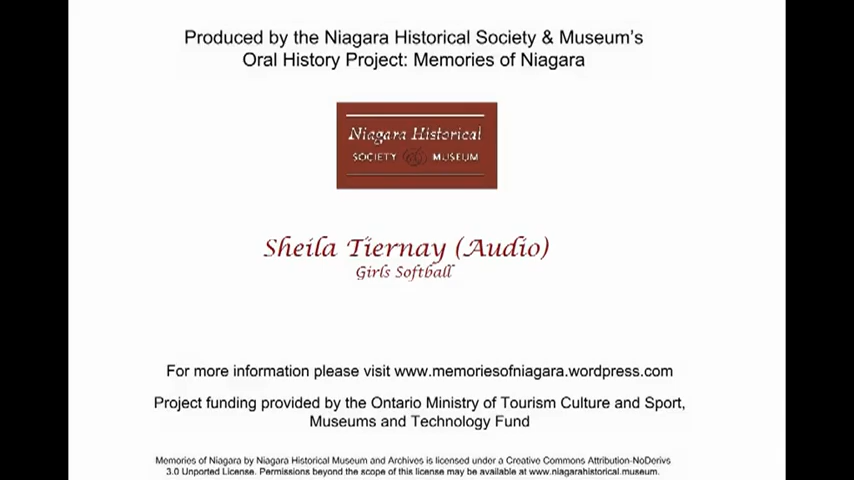 Produced by the Niagara Historical Society & Museum's
Oral History Project: Memories of Niagara
Niagara Historical
SOCIETY MUSEUM
Sheila Tiernay (Audio)
Girls Softball
For more information please visit www.memoriesofniagara.wordpress.com
Project funding provided by the Ontario Ministry of Tourism Culture and Sport,
Museums and Technology Fund
Memories of Niagara by Niagara Historical Museum and Archives is licensed under a Creative Commons Attribution-NoDerivs
3.0 Unported License. Permissions beyond the scope of this license may be available at www.niagarahistorical.museum.